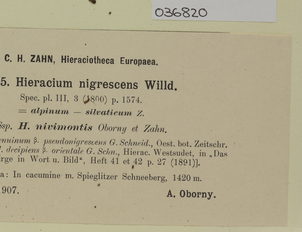 036820
C. H. ZAHN, Hieraciotheca Europaea.
5. Hieracium nigrescens Willd.
Spec. pl. III, 3 (1800) p. 1574.
= alpinum — silvaticum Z.
ssp. H. nivimontis Oborny et Zahn.
β. pseudonigrescens G. Schneid., Oest. bot. Zeitschr.
decipiens β. orientale G. Schn., Hierac. Westsudet, in „Das
rge in Wort u. Bild", Heft 41 et 42 p. 27 (1891)].
a: In cacumine m. Spieglitzer Schneeberg, 1420 m.
907.
A. Oborny.